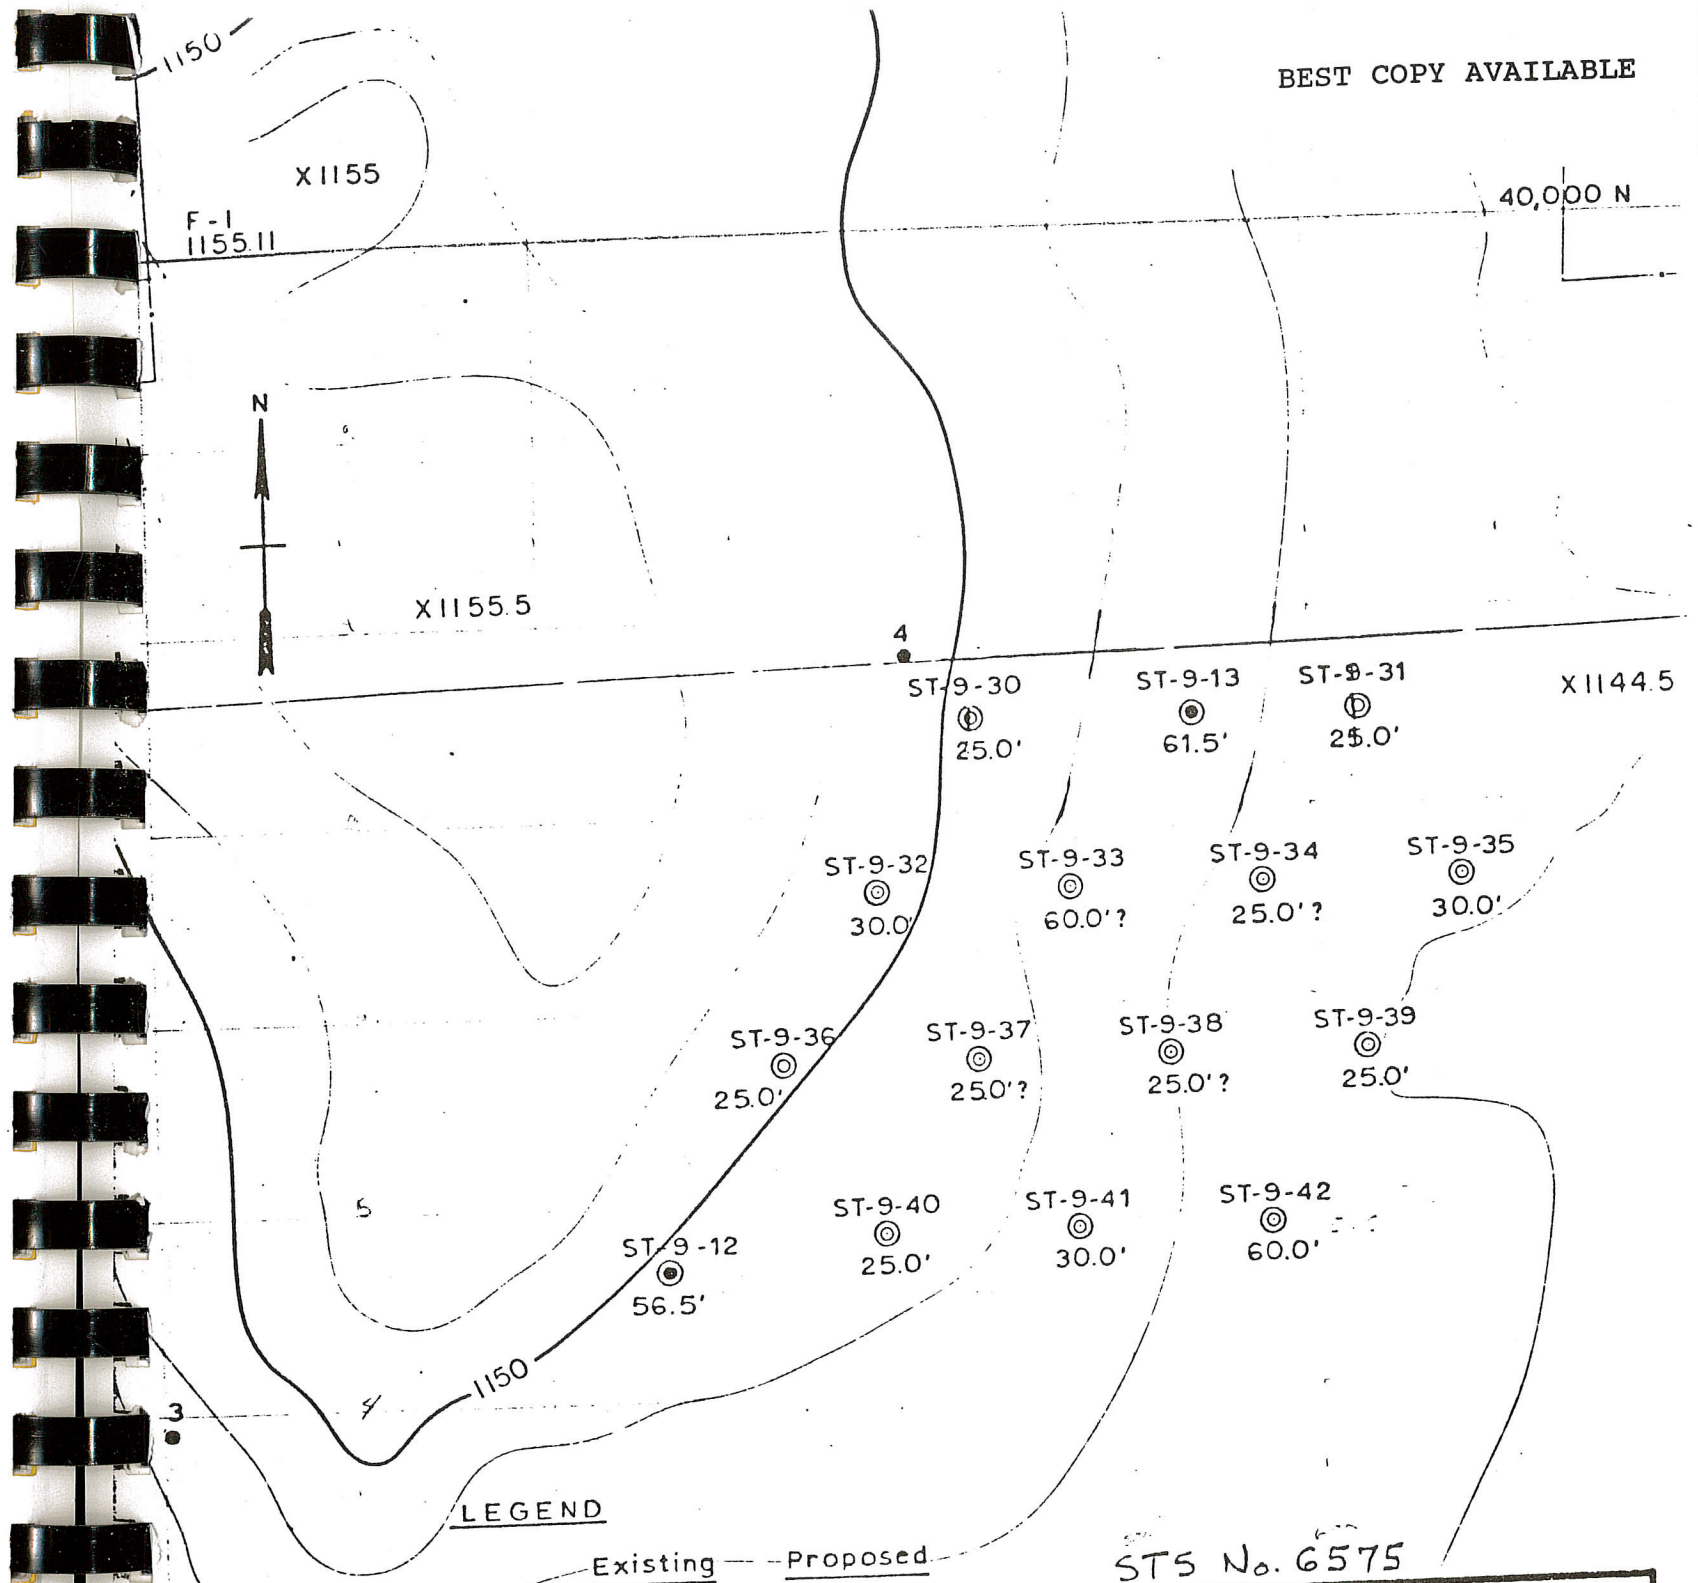 1150
BEST COPY AVAILABLE
X1155
40,000 N
F-1
1155.11
N
X1155.5
4
ST-9-30
25.0'
ST-9-13
61.5'
ST-9-31
X1144.5
ST-9-32
30.0'
ST-9-33
60.0'?
ST-9-34
25.0'?
ST-9-35
30.0'
ST-9-36
25.0'
ST-9-37
25.0'?
ST-9-38
25.0'?
ST-9-39
25.0'
5
ST-9-12
56.5'
ST-9-40
25.0'
ST-9-41
30.0'
ST-9-42
60.0'
1150
3
LEGEND
Existing Proposed
STS No. 6575